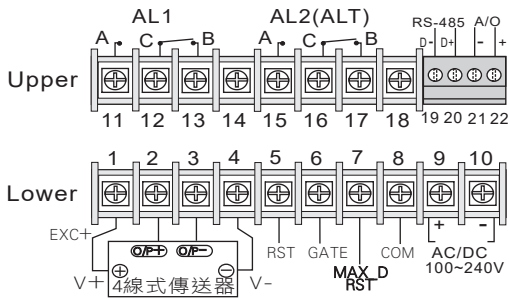 AL1 AL2(ALT) RS-485 A/O
A C B A C B D- D+ - +
Upper
11 12 13 14 15 16 17 18 19 20 21 22
1 2 3 4 5 6 7 8 9 10
Lower
EXC+ O/P+ O/P- RST GATE MAX_D RST COM + - AC/DC 100~240V
V+ 4線式傳送器 V-